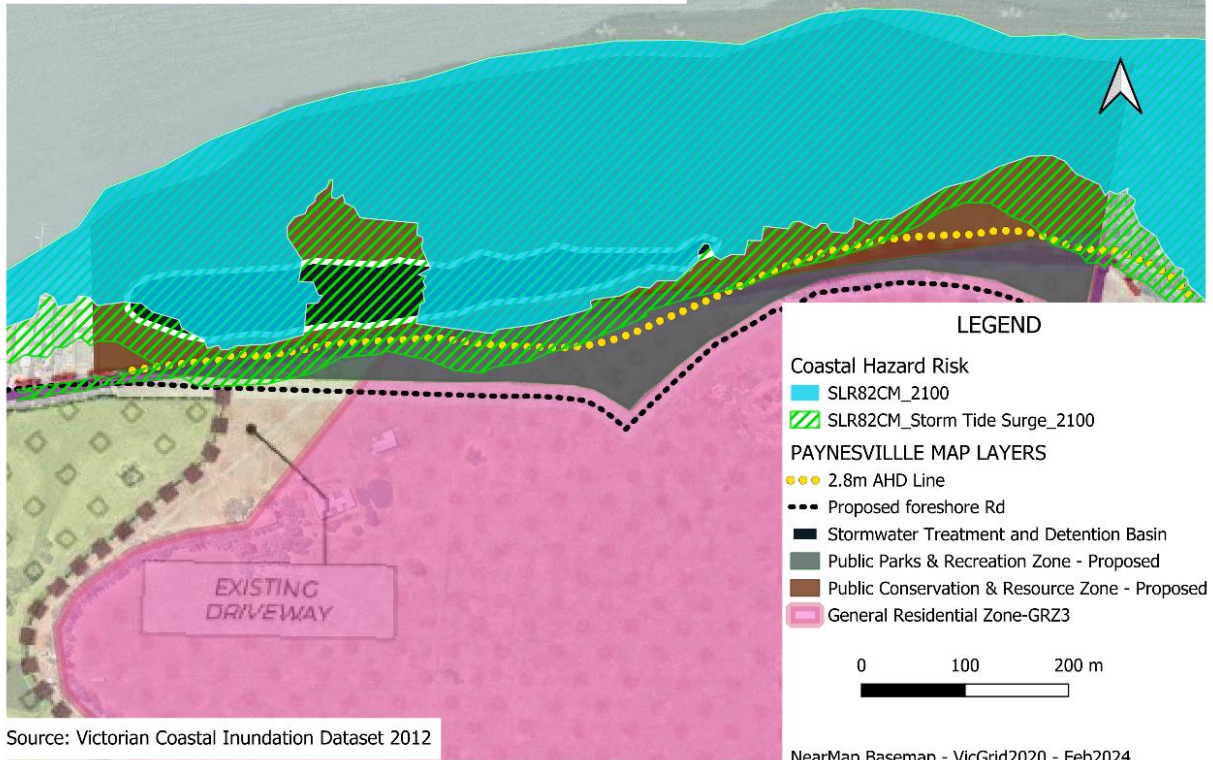 LEGEND
Coastal Hazard Risk
SLR82CM_2100
SLR82CM_Storm Tide Surge_2100
PAYNESVILLLE MAP LAYERS
2.8m AHD Line
Proposed foreshore Rd
Stormwater Treatment and Detention Basin
Public Parks & Recreation Zone - Proposed
Public Conservation & Resource Zone - Proposed
General Residential Zone-GRZ3
0 100 200 m
EXISTING
DRIVEWAY
Source: Victorian Coastal Inundation Dataset 2012
NearMap Basemap - VicGrid2020 - Feb2024